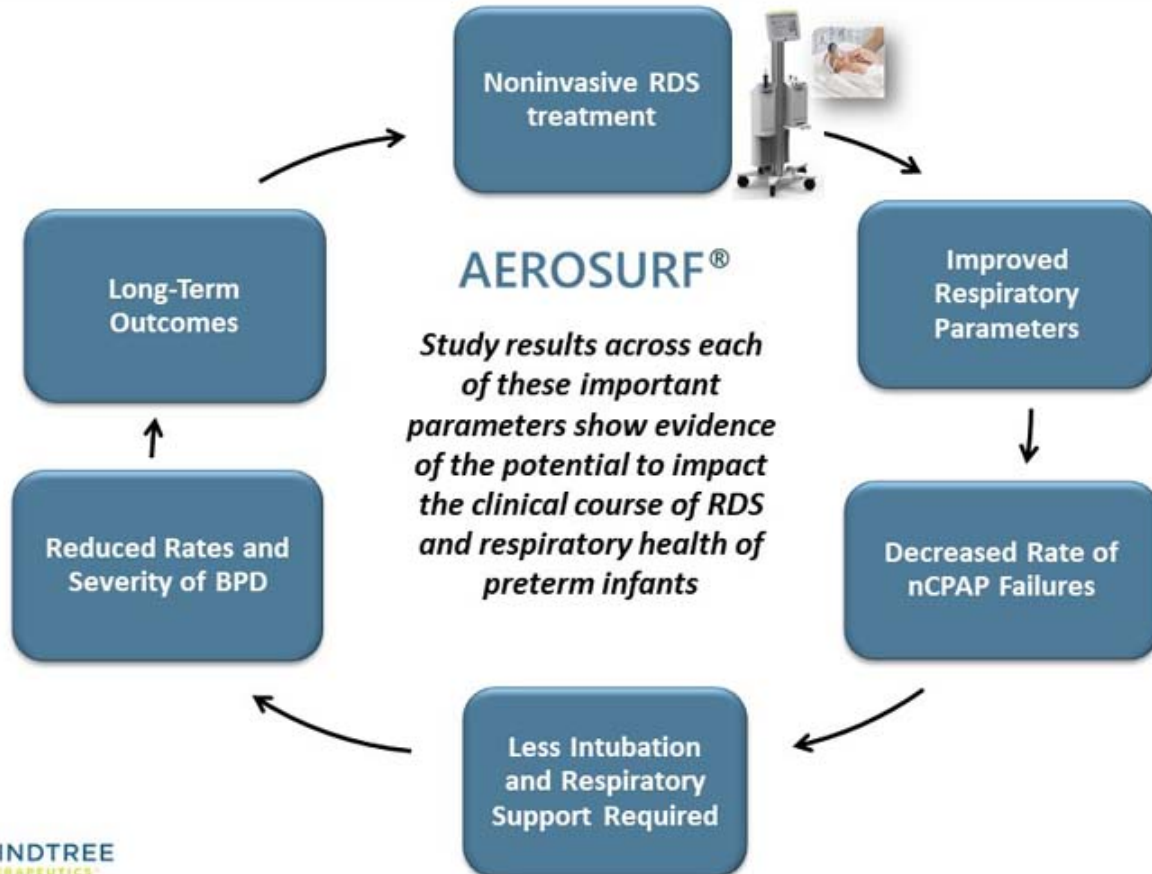 Noninvasive RDS
treatment
Improved
Respiratory
Parameters
Decreased Rate of
nCPAP Failures
Less Intubation
and Respiratory
Support Required
Reduced Rates and
Severity of BPD
Long-Term
Outcomes
AEROSURF®
Study results across each
of these important
parameters show evidence
of the potential to impact
the clinical course of RDS
and respiratory health of
preterm infants